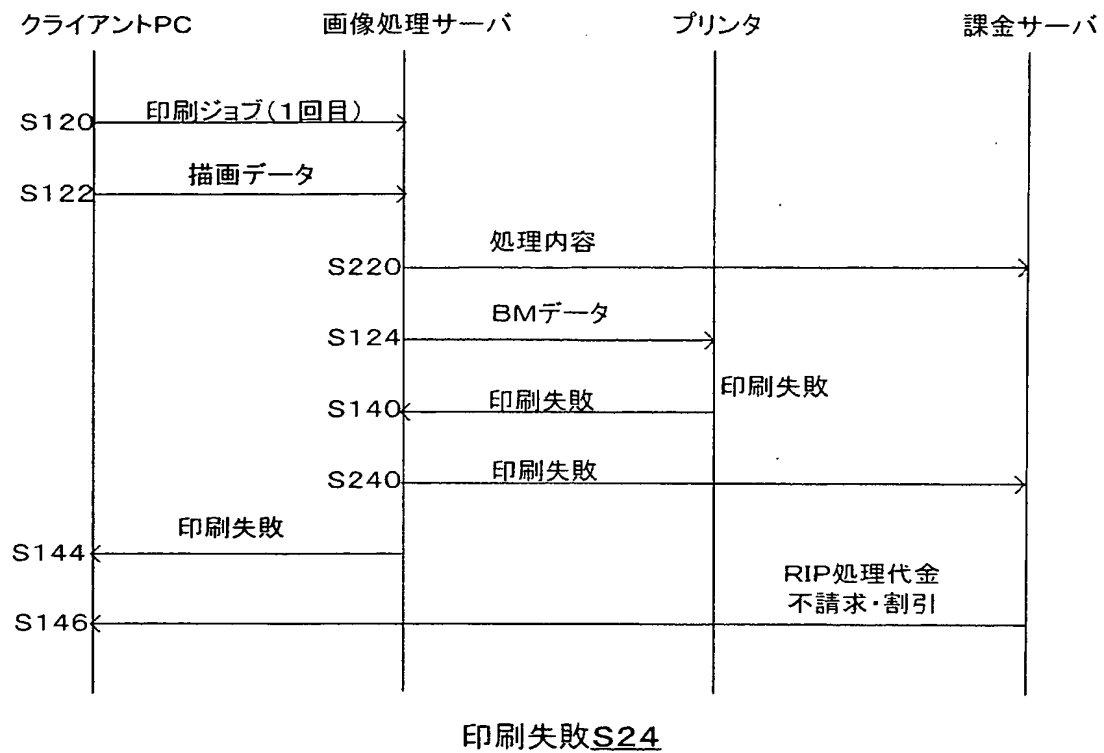 クライアントPC 画像処理サーバ プリンタ 課金サーバ
S120 印刷ジョブ(1回目)
S122 描画データ
S220 処理内容
S124 BMデータ
印刷失敗
S140 印刷失敗
S240 印刷失敗
S144 印刷失敗
RIP処理代金
不請求・割引
S146
印刷失敗S24